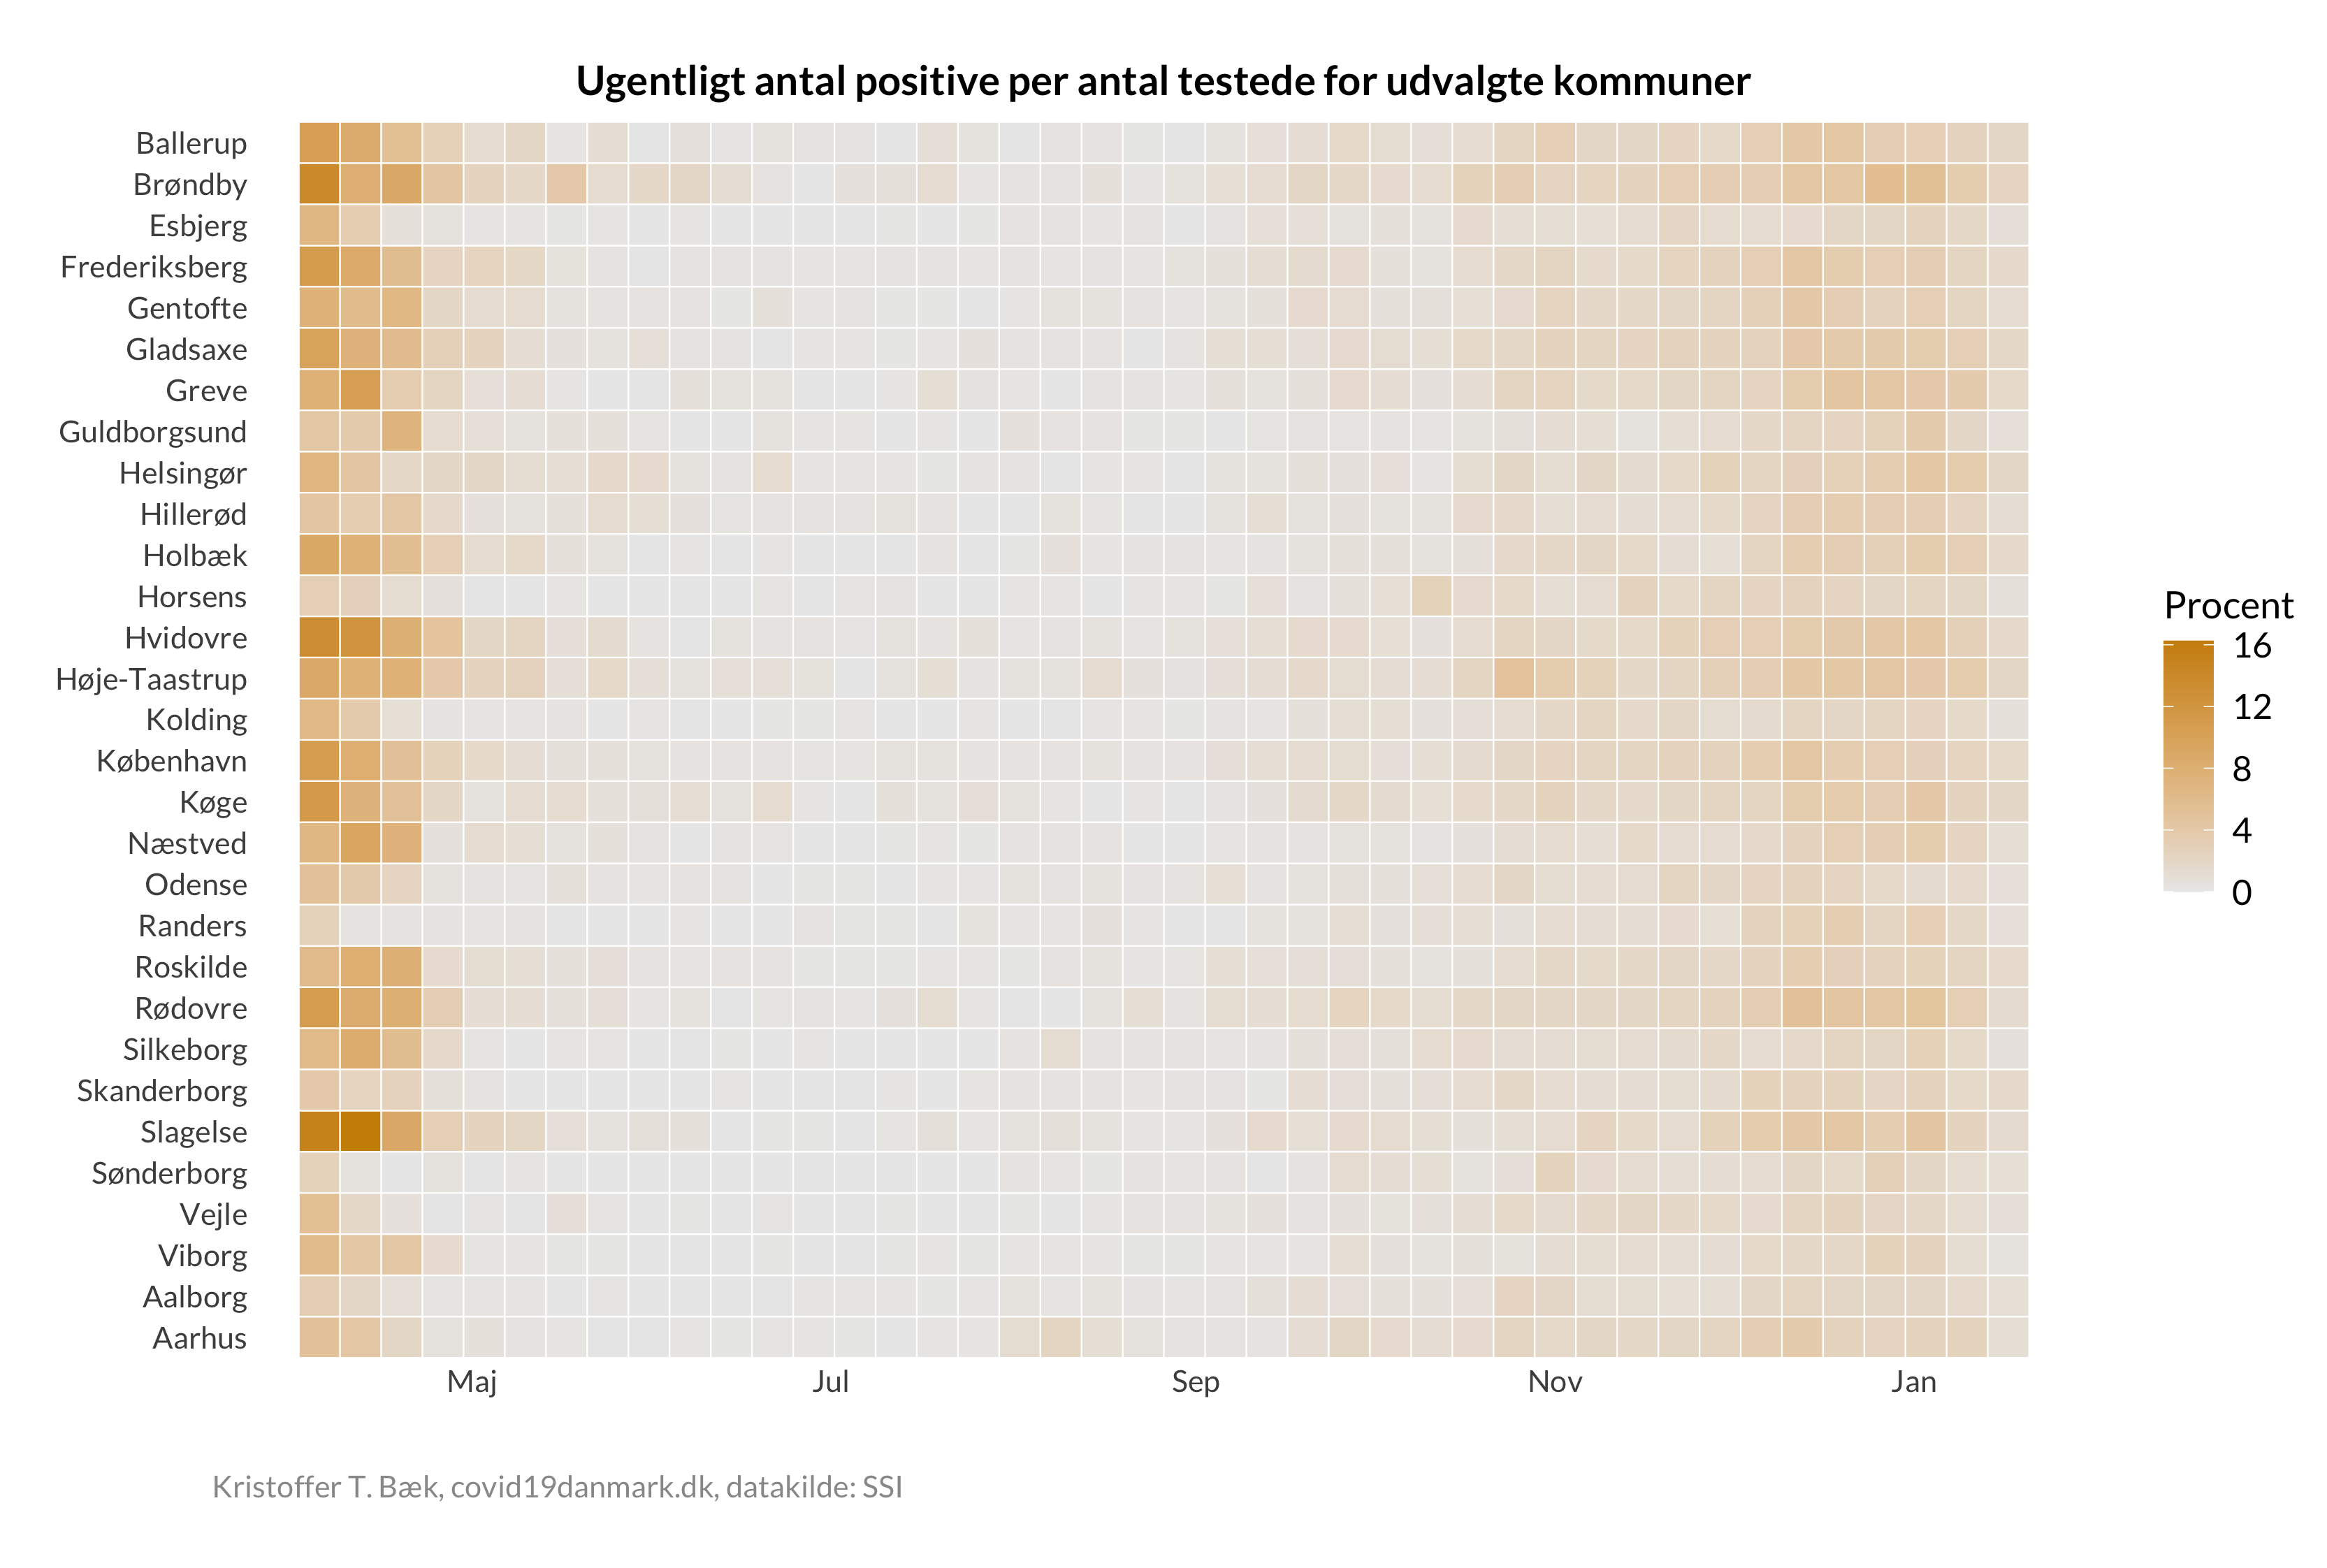 Ugentligt antal positive per antal testede for udvalgte kommuner
Ballerup
Brøndby
Esbjerg
Frederiksberg
Gentofte
Gladsaxe
Greve
Guldborgsund
Helsingør
Hillerød
Holbæk
Horsens
Hvidovre
Høje-Taastrup
Kolding
København
Køge
Næstved
Odense
Randers
Roskilde
Rødovre
Silkeborg
Skanderborg
Slagelse
Sønderborg
Vejle
Viborg
Aalborg
Aarhus
Maj Jul Sep Nov Jan
Procent
16
12
8
4
0
Kristoffer T. Bæk, covid19danmark.dk, datakilde: SSI